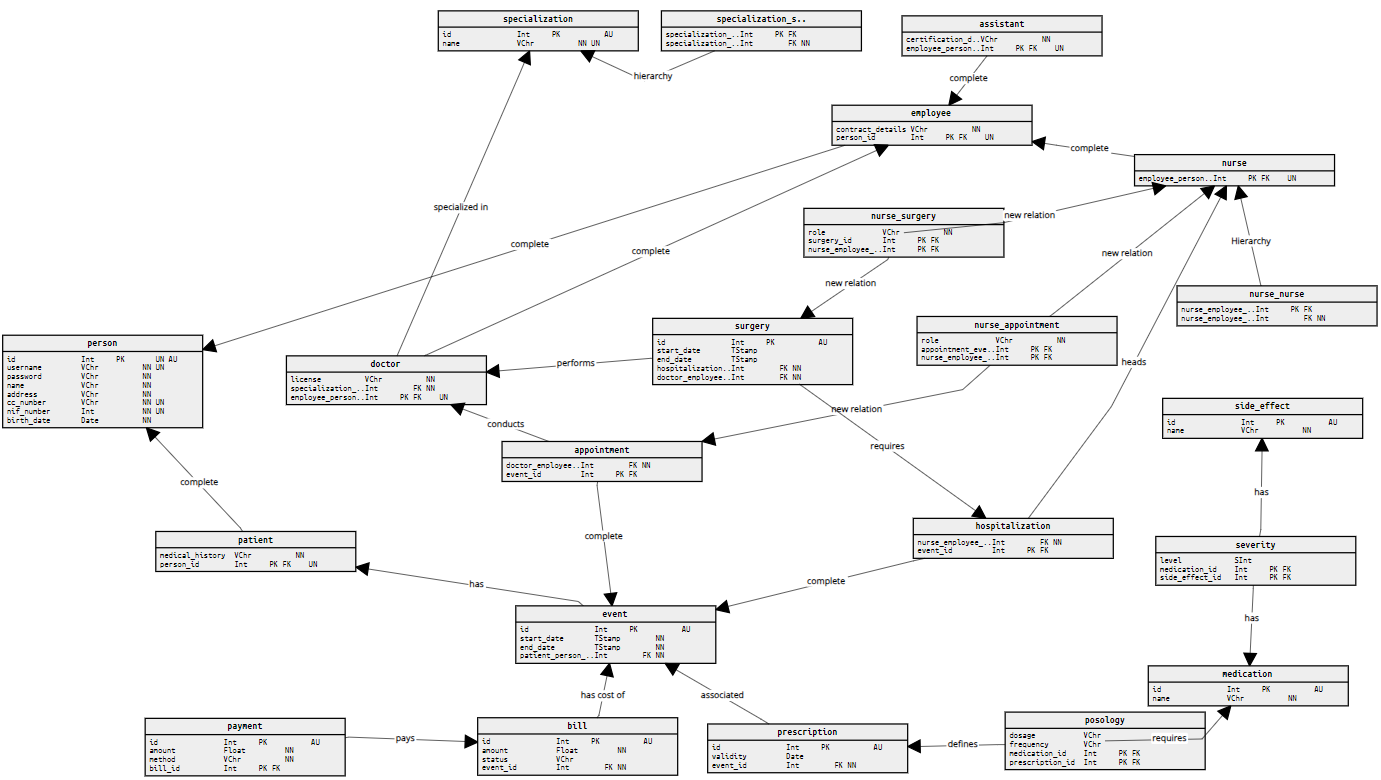 specialization
id Int PK AU
name VChr NN UN
specialization_s..
specialization_..Int PK FK
specialization_..Int FK NN
hierarchy
assistant
certification_d..VChr NN
employee_person..Int PK FK UN
complete
employee
contract_details VChr NN
person_id Int PK FK UN
complete
nurse
employee_person..Int PK FK UN
specialized in
complete
complete
nurse_surgery
role VChr NN
surgery_id Int PK FK
nurse_employee_..Int PK FK
new relation
new relation
new relation
Hierarchy
nurse_nurse
nurse_employee_..Int PK FK
nurse_employee_..Int FK NN
person
id Int PK UN AU
username VChr NN UN
password VChr NN
name VChr NN
address VChr NN
cc_number VChr NN UN
nif_number Int NN UN
birth_date Date NN
doctor
license VChr NN
specialization_..Int FK NN
employee_person..Int PK FK UN
performs
surgery
id Int PK AU
start_date TStamp
end_date TStamp
hospitalization..Int FK NN
doctor_employee..Int FK NN
nurse_appointment
role VChr NN
appointment_eve..Int PK FK
nurse_employee_..Int PK FK
heads
new relation
conducts
requires
side_effect
id Int PK AU
name VChr NN
appointment
doctor_employee..Int FK NN
event_id Int PK FK
complete
has
complete
patient
medical_history VChr NN
person_id Int PK FK UN
hospitalization
nurse_employee_..Int FK NN
event_id Int PK FK
severity
level SInt
medication_id Int PK FK
side_effect_id Int PK FK
has
complete
has
event
id Int PK AU
start_date TStamp NN
end_date TStamp NN
patient_person_..Int FK NN
has cost of
associated
medication
id Int PK AU
name VChr NN
payment
id Int PK AU
amount Float NN
method VChr NN
bill_id Int PK FK
pays
bill
id Int PK AU
amount Float NN
status VChr
event_id Int FK NN
prescription
id Int PK AU
validity Date
event_id Int FK NN
defines
posology
dosage VChr
frequency VChr
medication_id Int PK FK
prescription_id Int PK FK
requires